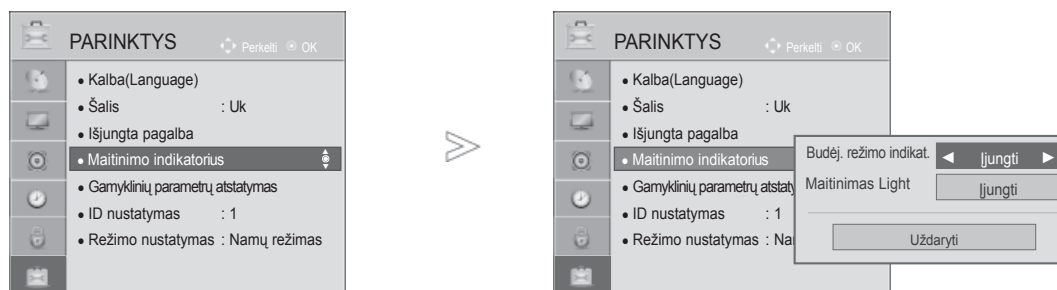 PARINKTYS
Perkelti
OK
Kalba(Language)
Šalis : Uk
Išjungta pagalba
Maitinimo indikatorius
Gamyklinių parametrų atstatymas
ID nustatymas : 1
Režimo nustatymas : Namų režimas
PARINKTYS
Perkelti
OK
Kalba(Language)
Šalis : Uk
Išjungta pagalba
Maitinimo indikatorius
Gamyklinių parametrų atstaty
ID nustatymas : 1
Režimo nustatymas : Na
Budėj. režimo indikat. Įjungti
Maitinimas Light Įjungti
Uždaryti